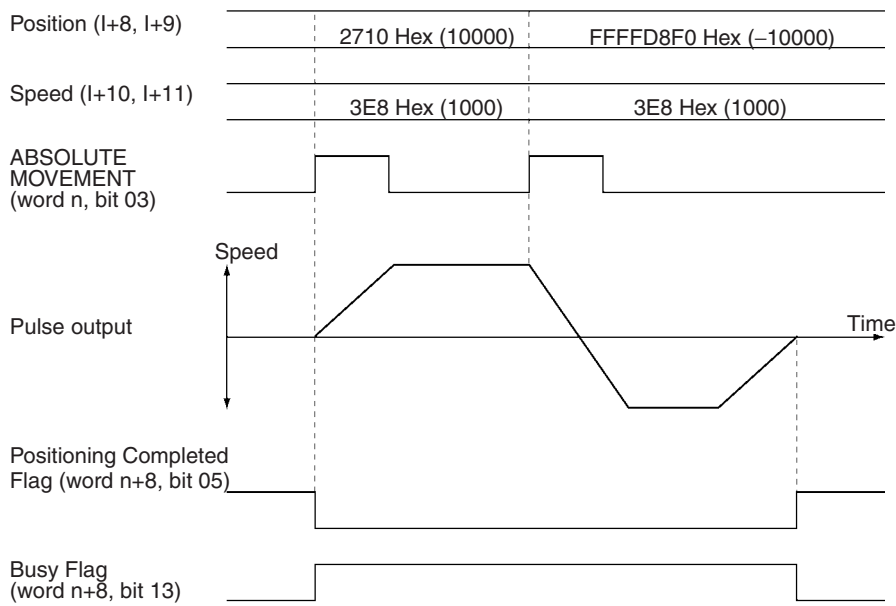 Position (I+8, I+9)
2710 Hex (10000)
FFFFD8F0 Hex (−10000)
Speed (I+10, I+11)
3E8 Hex (1000)
3E8 Hex (1000)
ABSOLUTE
MOVEMENT
(word n, bit 03)
Speed
Pulse output
Time
Positioning Completed
Flag (word n+8, bit 05)
Busy Flag
(word n+8, bit 13)